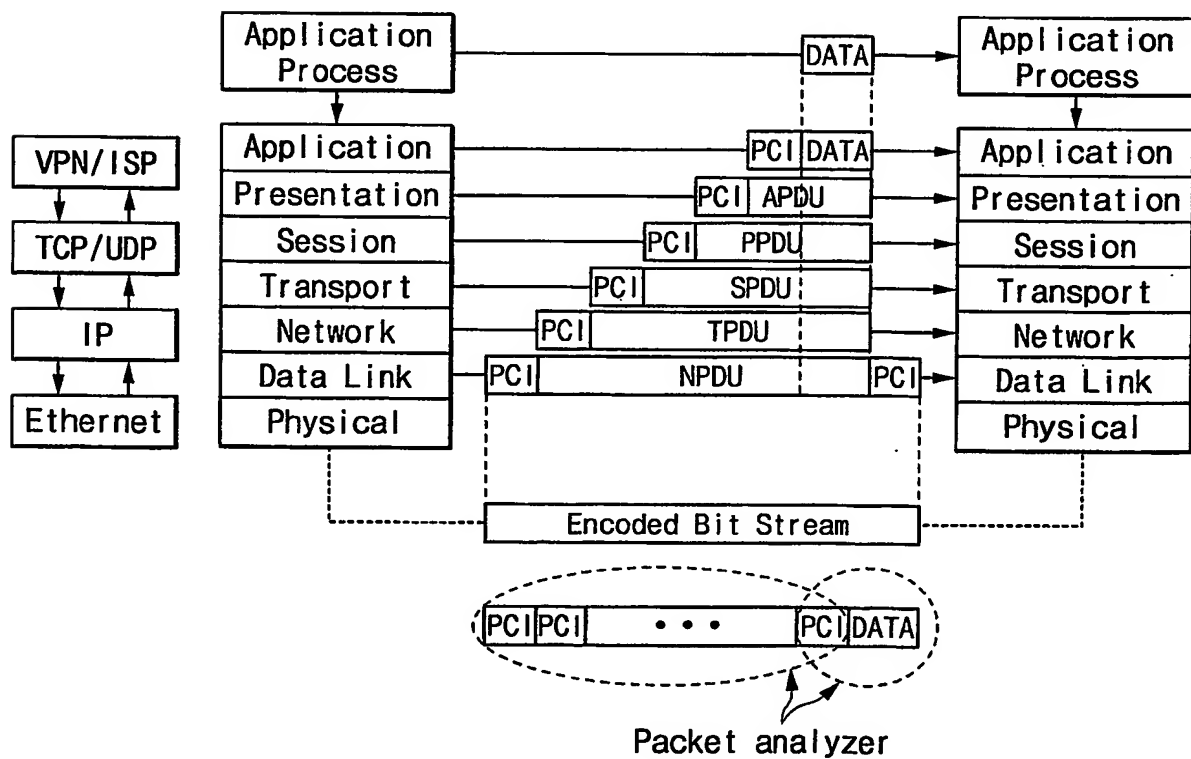 Application
Process
DATA
Application
Process
VPN/ISP
TCP/UDP
IP
Ethernet
Application
PCI DATA
Application
Presentation
PCI APDU
Presentation
Session
PCI PPDU
Session
Transport
PCI SPDU
Transport
Network
PCI TPDU
Network
Data Link
PCI NPDU PCI
Data Link
Physical
Physical
Encoded Bit Stream
PCI PCI • • • PCI DATA
Packet analyzer